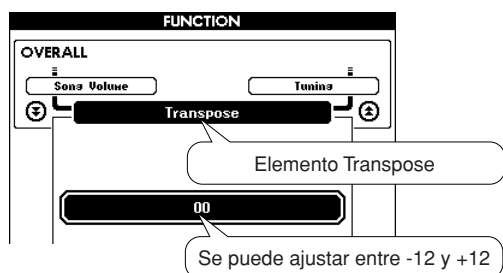 FUNCTION
OVERALL
Song Volume
Tuning
Transpose
Elemento Transpose
00
Se puede ajustar entre -12 y +12